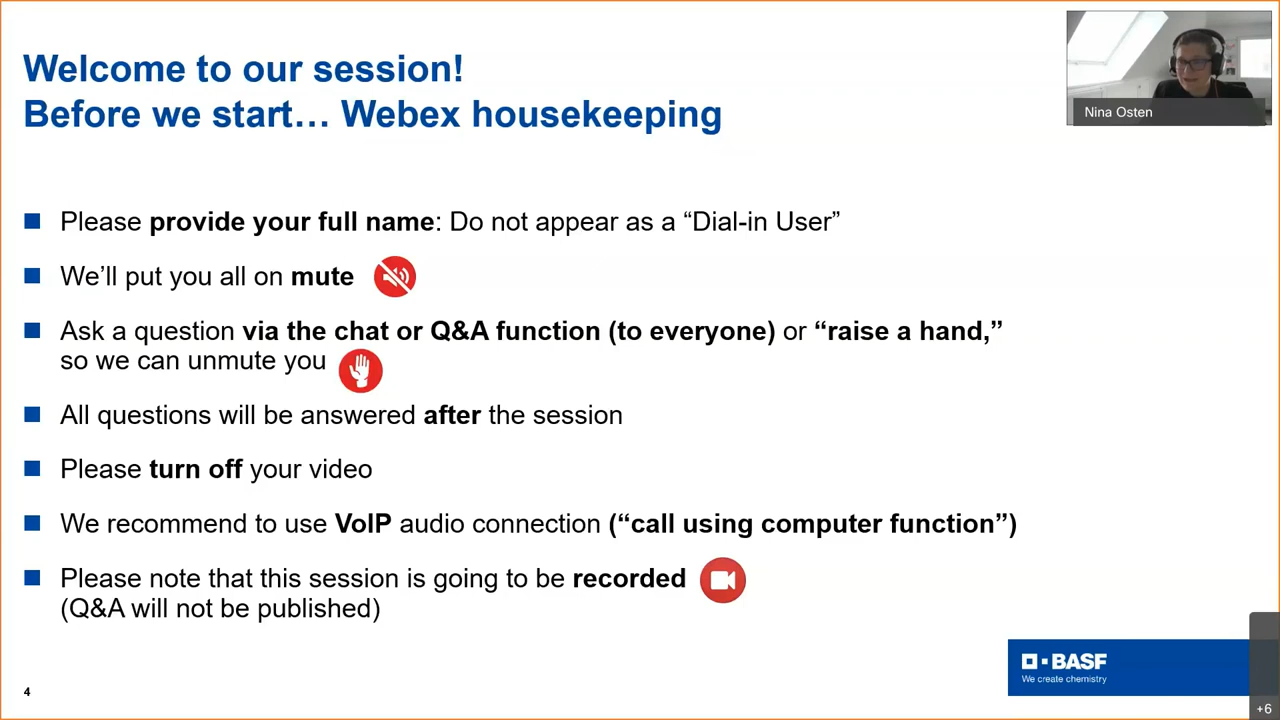 Welcome to our session!
Before we start… Webex housekeeping
Nina Osten
Please provide your full name: Do not appear as a “Dial-in User”
We’ll put you all on mute
Ask a question via the chat or Q&A function (to everyone) or “raise a hand,”
so we can unmute you
All questions will be answered after the session
Please turn off your video
We recommend to use VoIP audio connection (“call using computer function”)
Please note that this session is going to be recorded
(Q&A will not be published)
BASF
We create chemistry
4
+6